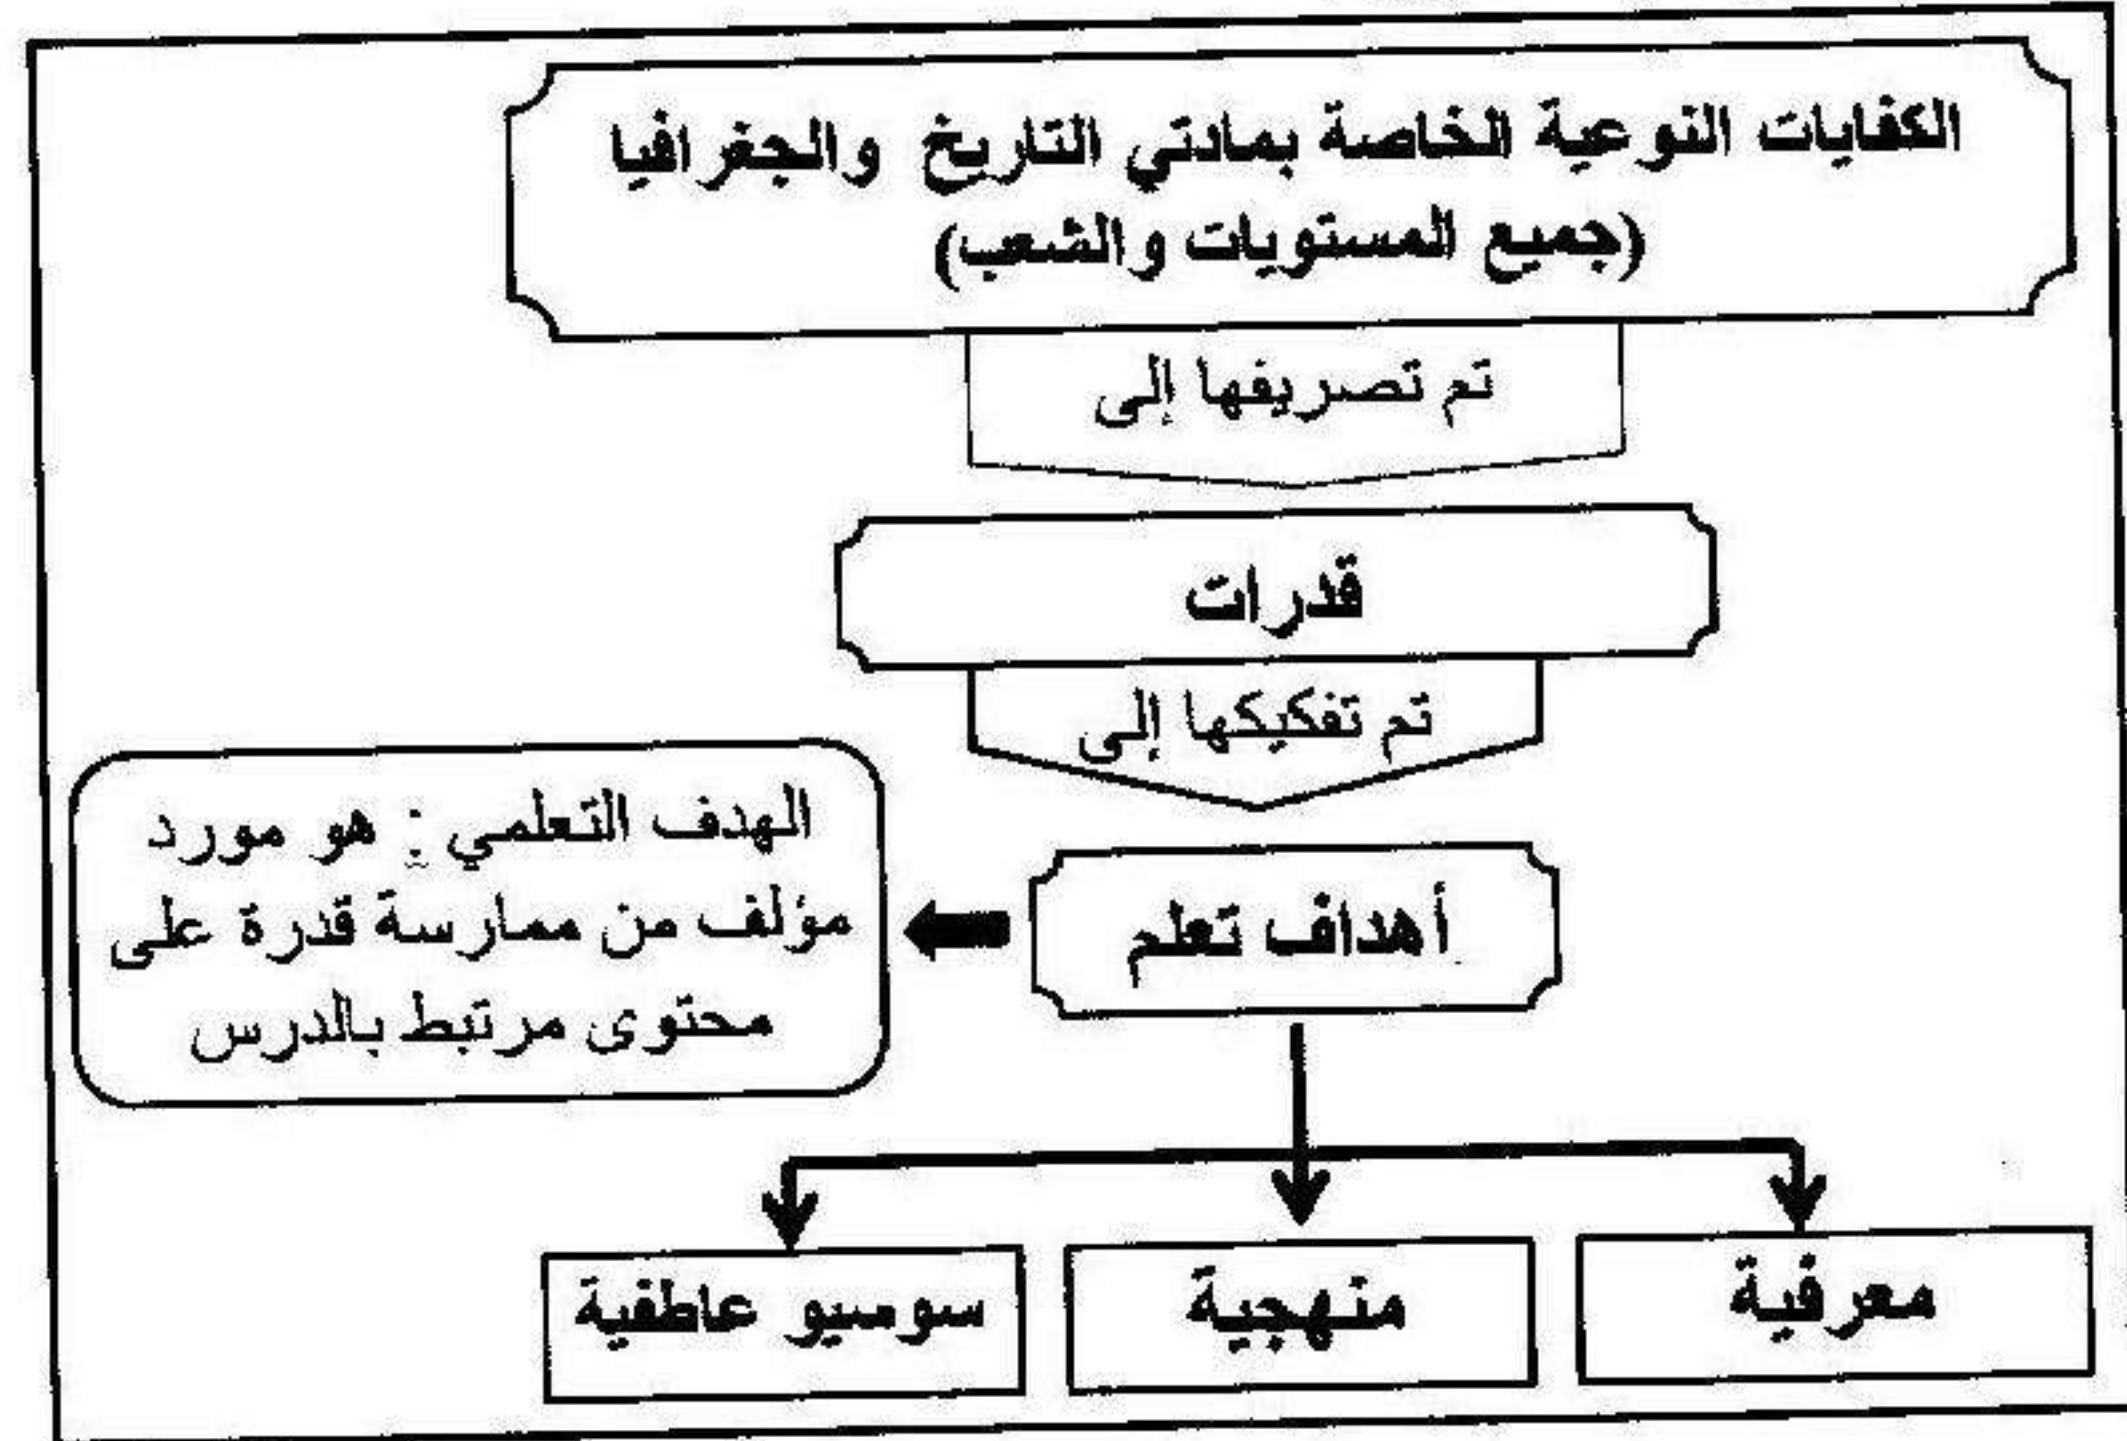 الكفايات النوعية الخاصة بمادتي التاريخ والجغرافيا
(جميع المستويات والشعب)
تم تصريفها إلى
قدرات
تم تفكيكها إلى
أهداف تعلم
الهدف التعلمي : هو مورد
مؤلف من ممارسة قدرة على
محتوى مرتبط بالدرس
معرفية
منهجية
سوسيو عاطفية